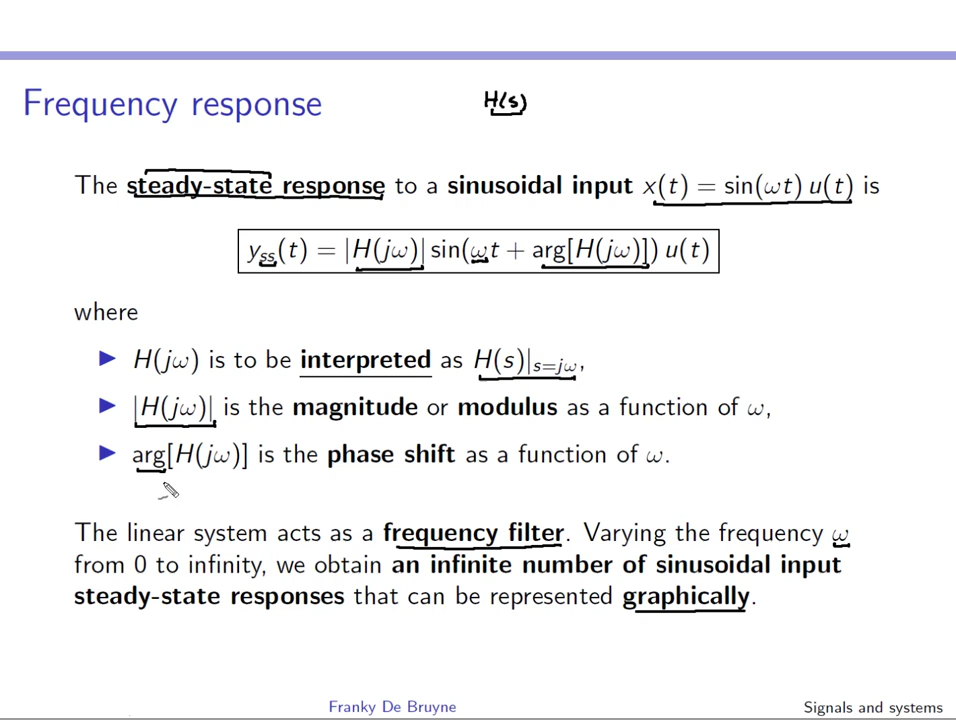 Frequency response
H(s)
The steady-state response to a sinusoidal input x(t) = sin(ωt) u(t) is
y_ss(t) = |H(jω)| sin(ωt + arg[H(jω)]) u(t)
where
▶ H(jω) is to be interpreted as H(s)|_{s=jω},
▶ |H(jω)| is the magnitude or modulus as a function of ω,
▶ arg[H(jω)] is the phase shift as a function of ω.
The linear system acts as a frequency filter. Varying the frequency ω
from 0 to infinity, we obtain an infinite number of sinusoidal input
steady-state responses that can be represented graphically.
Franky De Bruyne
Signals and systems